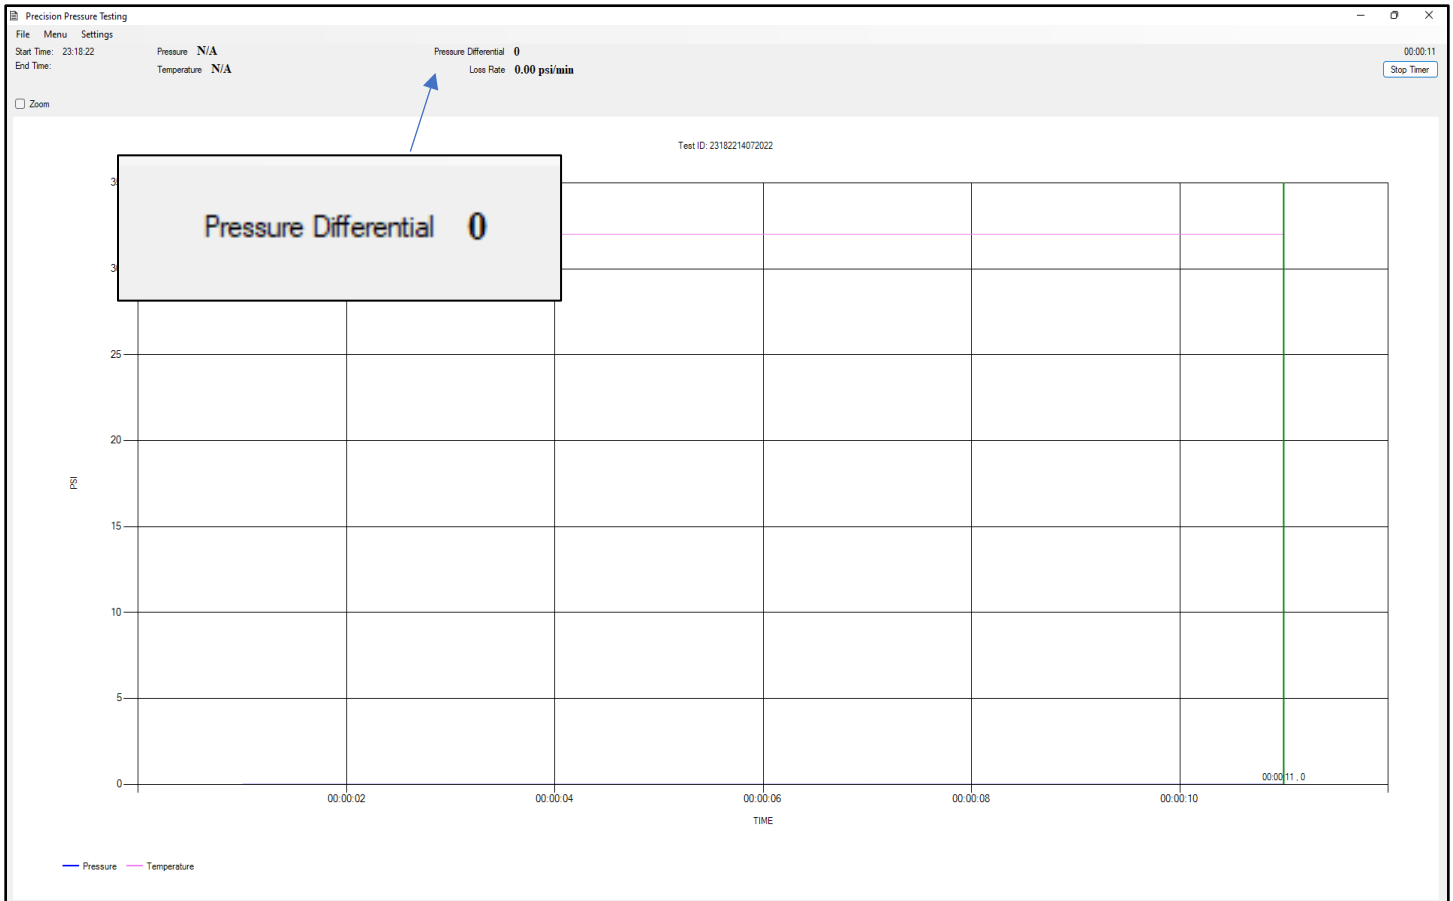 Precision Pressure Testing
File Menu Settings
Start Time: 23:18:22 Pressure N/A Pressure Differential 0 00:00:11
End Time: Temperature N/A Loss Rate 0.00 psi/min Stop Timer
Zoom
Test ID: 23182214072022
Pressure Differential 0
25
20
PSI
15
10
5
0
00:00:11 , 0
00:00:02 00:00:04 00:00:06 00:00:08 00:00:10
TIME
Pressure Temperature